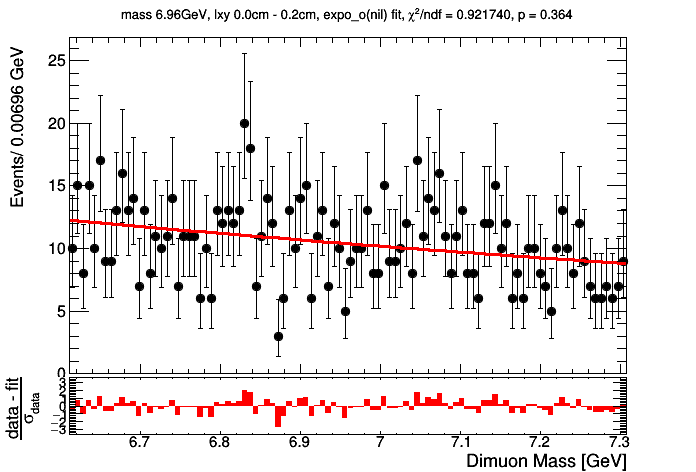 mass 6.96GeV, lxy 0.0cm - 0.2cm, expo_o(nil) fit, χ²/ndf = 0.921740, p = 0.364
Events/ 0.00696 GeV
25
20
15
10
5
0
data - fit
σdata
3
2
1
0
−1
−2
−3
6.7 6.8 6.9 7 7.1 7.2 7.3
Dimuon Mass [GeV]